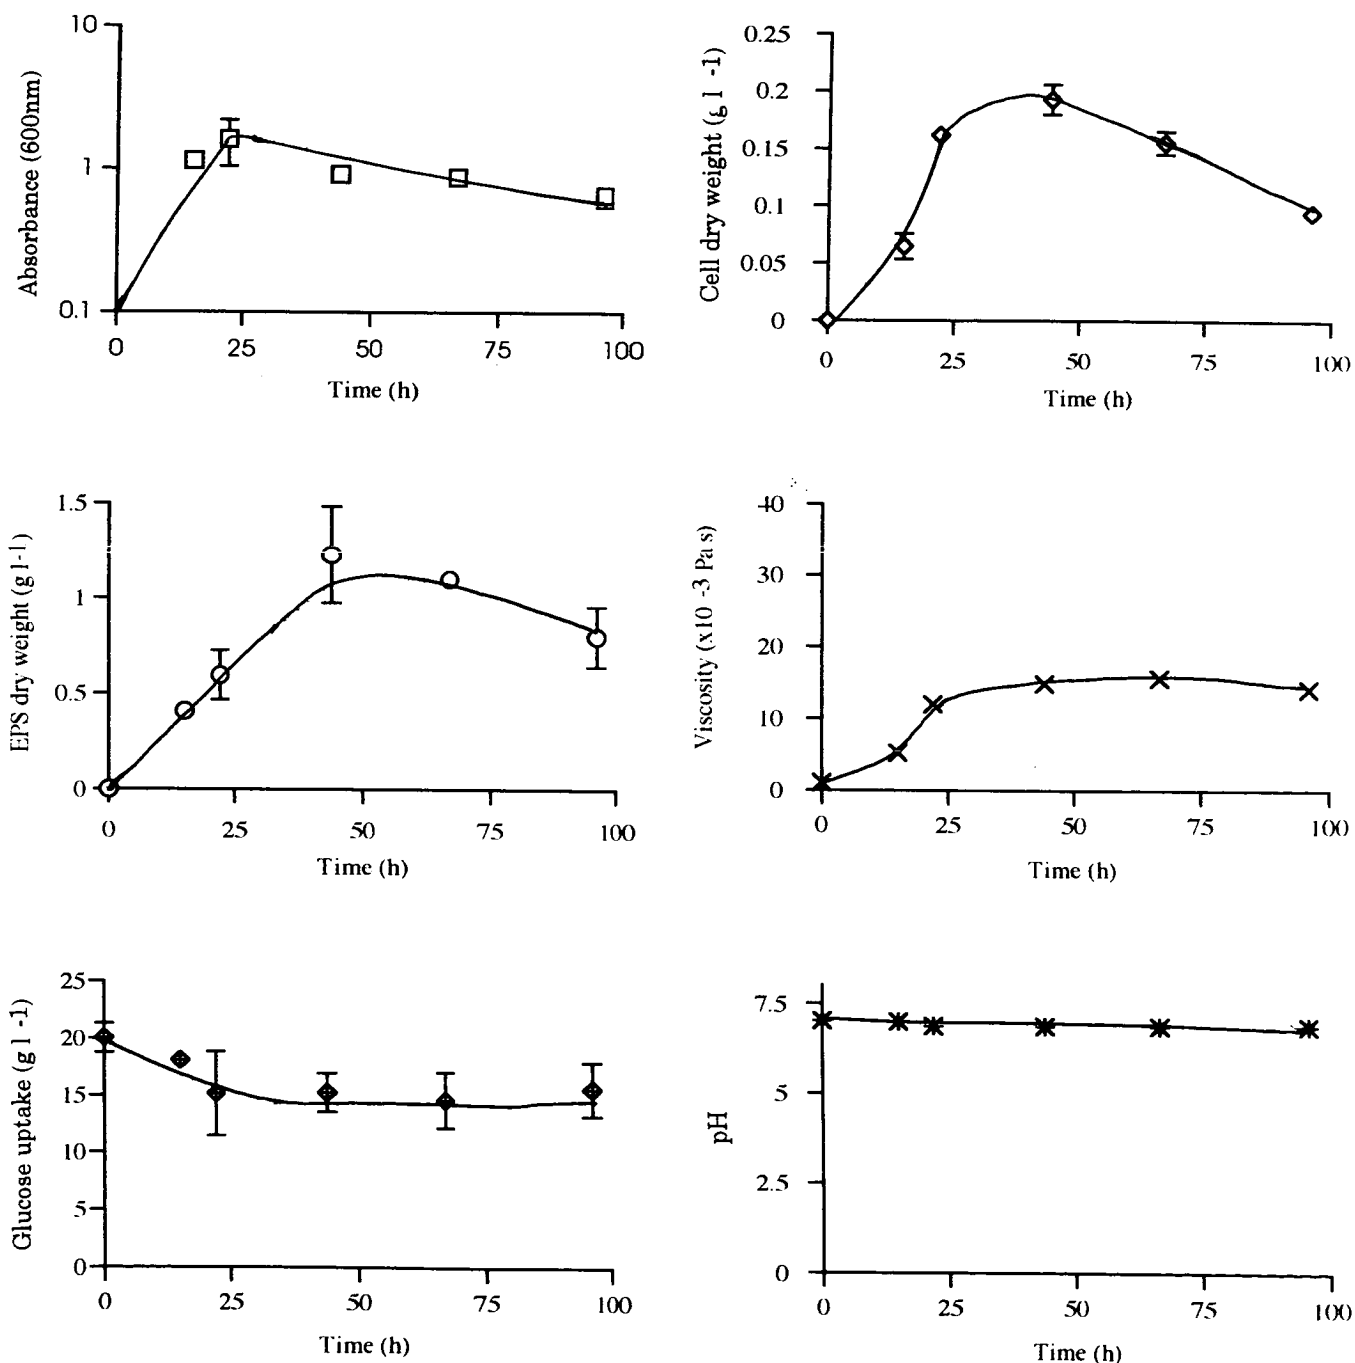 Absorbance (600nm)
10
1
0.1
0 25 50 75 100
Time (h)
Cell dry weight (g l -1)
0.25
0.2
0.15
0.1
0.05
0
0 25 50 75 100
Time (h)
EPS dry weight (g l-1)
1.5
1
0.5
0
0 25 50 75 100
Time (h)
Viscosity (x10 -3 Pa s)
40
30
20
10
0
0 25 50 75 100
Time (h)
Glucose uptake (g l -1)
25
20
15
10
5
0
0 25 50 75 100
Time (h)
pH
7.5
5
2.5
0
0 25 50 75 100
Time (h)